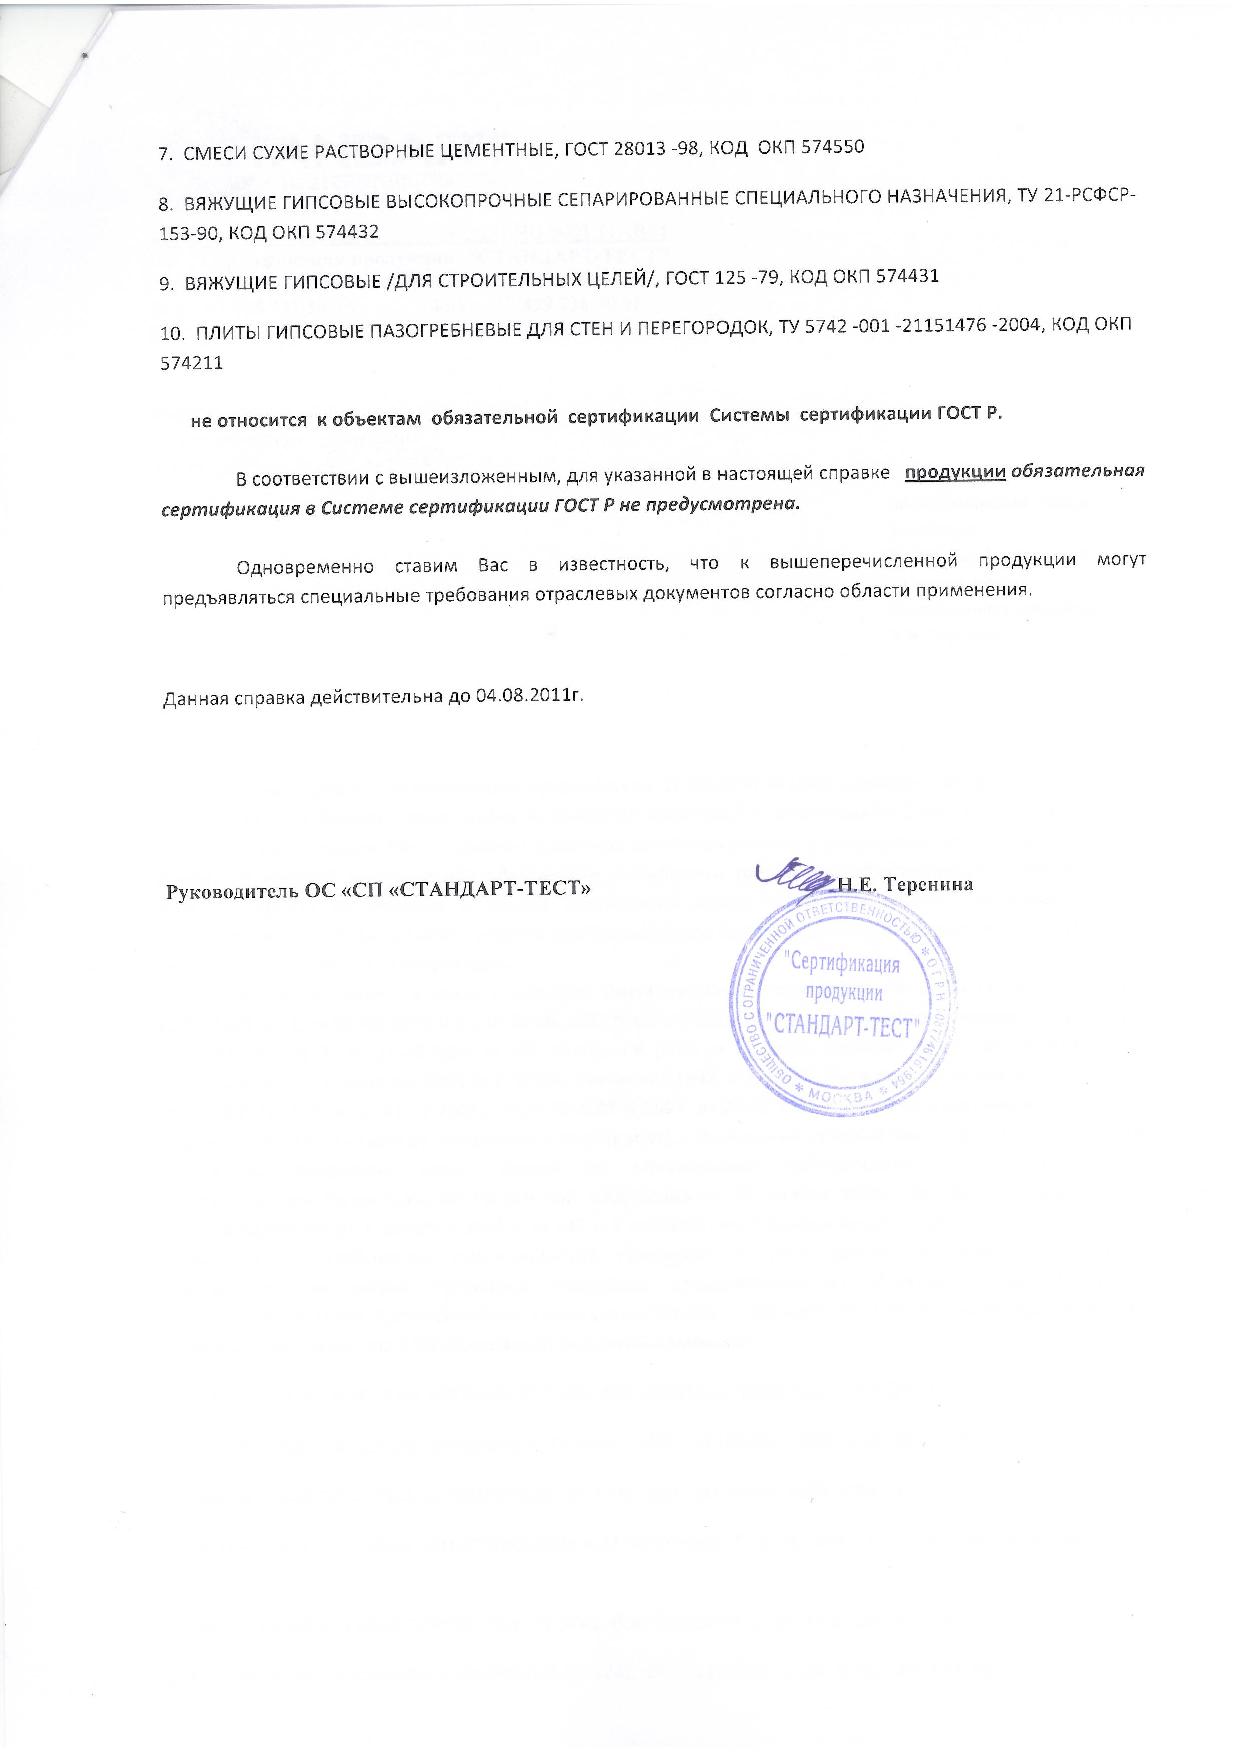 7. СМЕСИ СУХИЕ РАСТВОРНЫЕ ЦЕМЕНТНЫЕ, ГОСТ 28013 -98, КОД ОКП 574550
8. ВЯЖУЩИЕ ГИПСОВЫЕ ВЫСОКОПРОЧНЫЕ СЕПАРИРОВАННЫЕ СПЕЦИАЛЬНОГО НАЗНАЧЕНИЯ, ТУ 21-РСФСР-
153-90, КОД ОКП 574432
9. ВЯЖУЩИЕ ГИПСОВЫЕ /ДЛЯ СТРОИТЕЛЬНЫХ ЦЕЛЕЙ/, ГОСТ 125 -79, КОД ОКП 574431
10. ПЛИТЫ ГИПСОВЫЕ ПАЗОГРЕБНЕВЫЕ ДЛЯ СТЕН И ПЕРЕГОРОДОК, ТУ 5742 -001 -21151476 -2004, КОД ОКП
574211
не относится к объектам обязательной сертификации Системы сертификации ГОСТ Р.
В соответствии с вышеизложенным, для указанной в настоящей справке продукции обязательная
сертификация в Системе сертификации ГОСТ Р не предусмотрена.
Одновременно ставим Вас в известность, что к вышеперечисленной продукции могут
предъявляться специальные требования отраслевых документов согласно области применения.
Данная справка действительна до 04.08.2011г.
Руководитель ОС «СП «СТАНДАРТ-ТЕСТ» Н.Е. Теренина
ОБЩЕСТВО С ОГРАНИЧЕННОЙ ОТВЕТСТВЕННОСТЬЮ * ОГРН
* МОСКВА *
"Сертификация
продукции
"СТАНДАРТ-ТЕСТ"